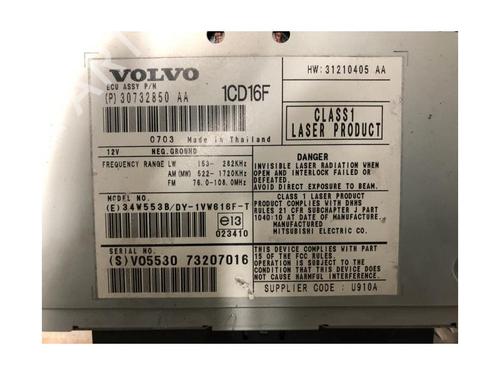 VOLVO
ECU ASSY P/N
(P) 30732850 AA
1CD16F
HW: 31210405 AA
0703 Made in Thailand
12V NEG.GROUND
FREQUENCY RANGE LW 153- 282KHz
AM(MW) 522- 1720KHz
FM 76.0-108.0MHz
MODEL NO.
(E) 34W553B/DY-1VW616F-T
e13
023410
SERIAL NO.
(S) V05530 73207016
CLASS1
LASER PRODUCT
DANGER
INVISIBLE LASER RADIATION WHEN
OPEN AND INTERLOCK FAILED OR
DEFEATED.
AVOID DIRECT EXPOSURE TO BEAM.
CLASS 1 LASER PRODUCT
THIS PRODUCT COMPLIES WITH DHHS
RULES 21 CFR SUBCHAPTER J PART
1040:10 AT DATE OF MANUFACTURE.
MANUFACTURED
MITSUBISHI ELECTRIC CO.
THIS DEVICE COMPLIES WITH PART
15 OF THE FCC RULES.
OPERATION IS SUBJECT TO THE
CONDITION THAT THIS DEVICE DOES
NOT CAUSE HARMFUL INTERFERENCE.
SUPPLIER CODE : U910A